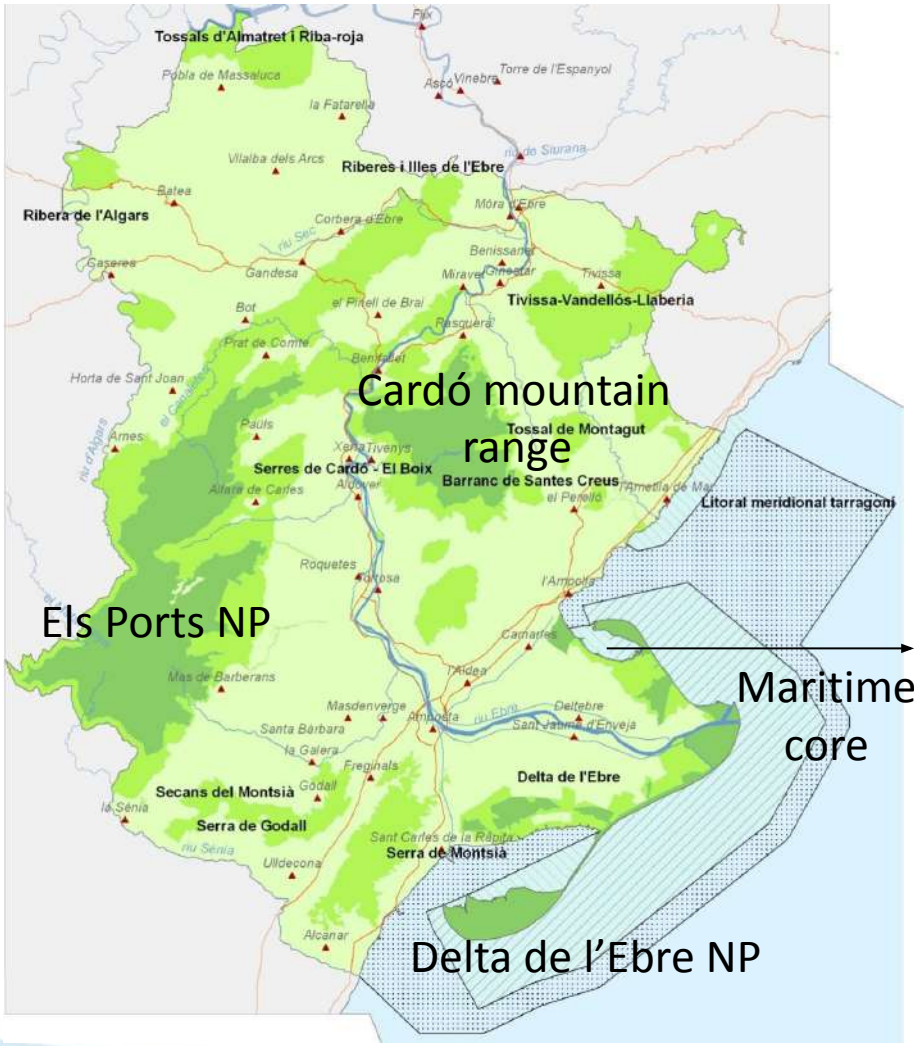 Flix
Tossals d'Almatret i Riba-roja
Torre de l'Espanyol
Pobla de Massaluca
Ascó
Vinebre
la Fatarella
riu de Siurana
Vilalba dels Arcs
Riberes i Illes de l'Ebre
Batea
Móra d'Ebre
Ribera de l'Algars
Corbera d'Ebre
riu Sec
Benissanet
Gandesa
Caseres
Miravet
Ginestar
Tivissa
el Pinell de Brai
Tivissa-Vandellós-Llaberia
Bot
Rasquera
Prat de Comte
Benifallet
Horta de Sant Joan
Cardó mountain
range
Tossal de Montagut
Paüls
Arnes
riu d'Algars
Xerta
Tivenys
Serres de Cardó - El Boix
Barranc de Santes Creus
l'Ametlla de Mar
Alfara de Carles
Aldover
el Perelló
Litoral meridional tarragoní
Roquetes
Tortosa
l'Ampolla
Els Ports NP
Camarles
l'Aldea
Mas de Barberans
Maritime
core
Masdenverge
Amposta
riu Ebre
Deltebre
Santa Bàrbara
Sant Jaume d'Enveja
la Galera
Freginals
Delta de l'Ebre
Secans del Montsià
Godall
la Sénia
Serra de Godall
Sant Carles de la Ràpita
riu Sénia
Serra de Montsià
Ulldecona
Alcanar
Delta de l'Ebre NP